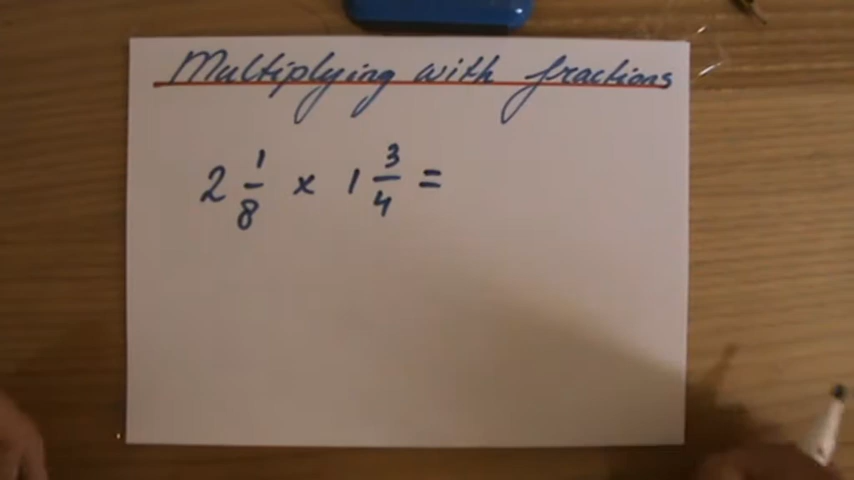 Multiplying with fractions
2 1/8 × 1 3/4 =